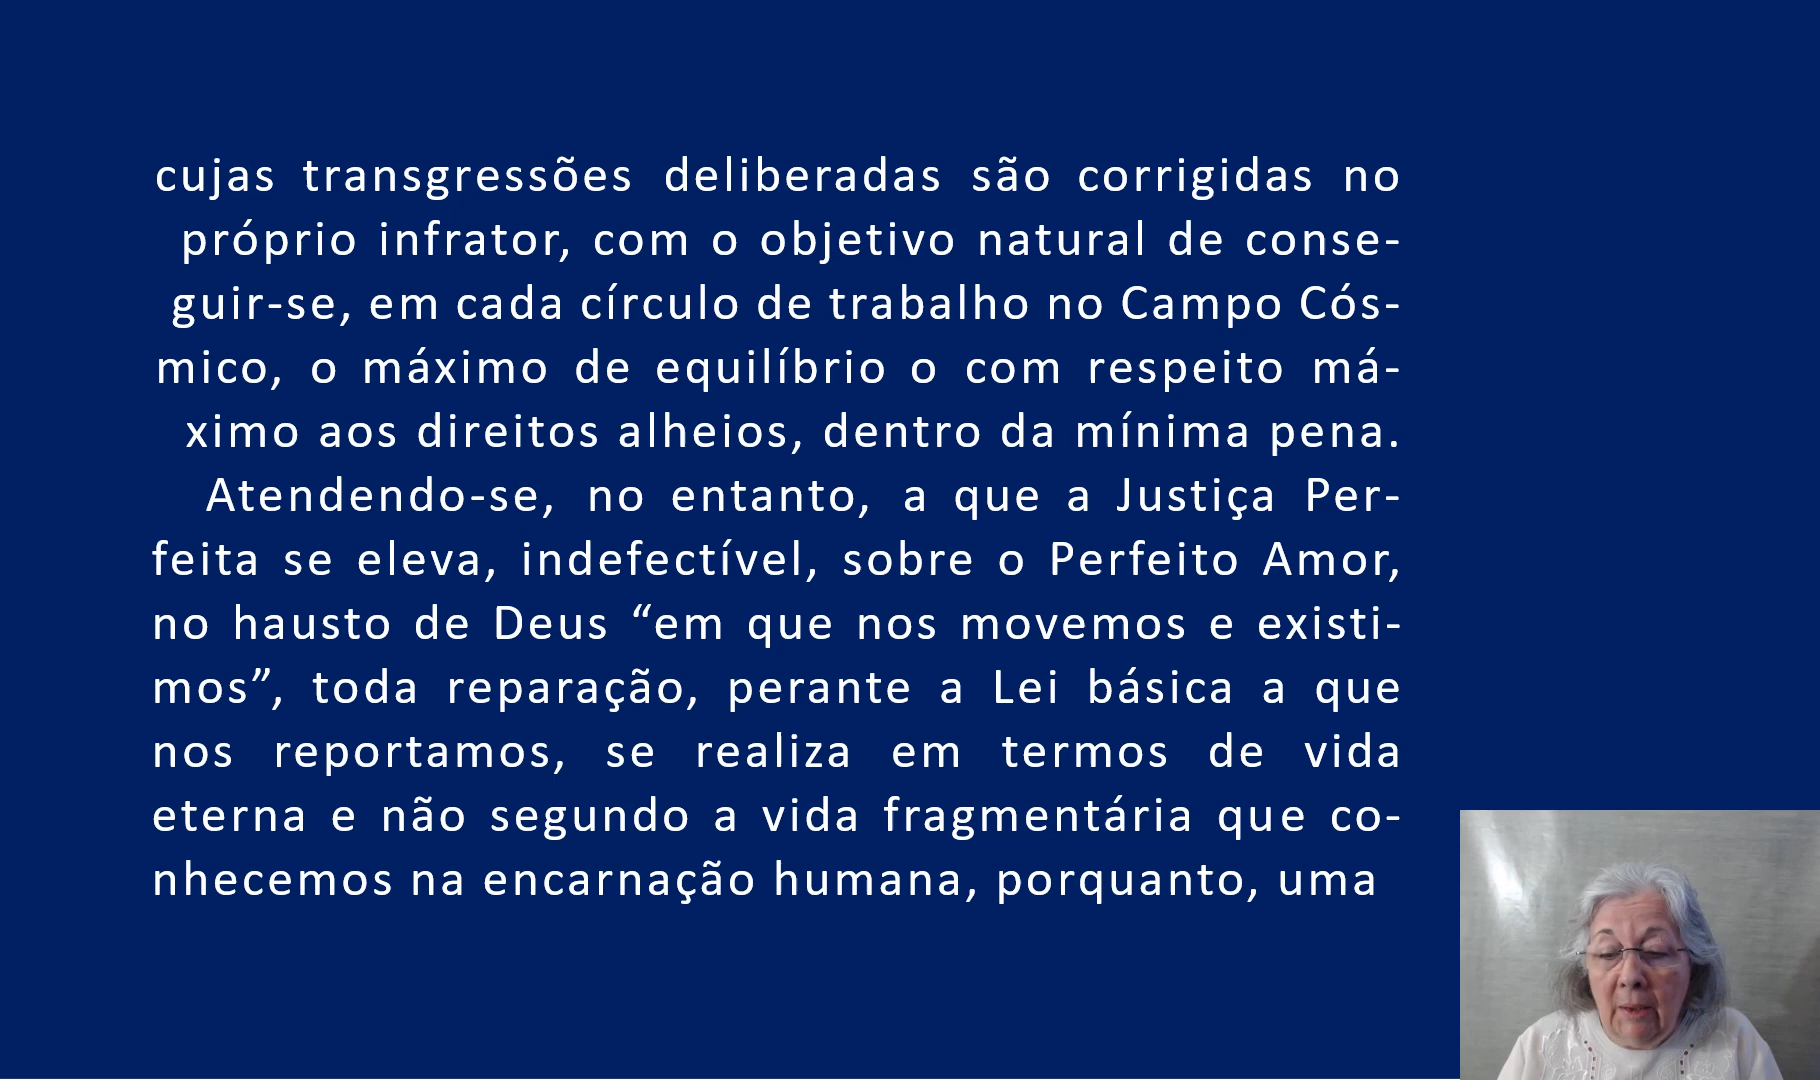 cujas transgressões deliberadas são corrigidas no
próprio infrator, com o objetivo natural de conse-
guir-se, em cada círculo de trabalho no Campo Cós-
mico, o máximo de equilíbrio o com respeito má-
ximo aos direitos alheios, dentro da mínima pena.
Atendendo-se, no entanto, a que a Justiça Per-
feita se eleva, indefectível, sobre o Perfeito Amor,
no hausto de Deus “em que nos movemos e existi-
mos”, toda reparação, perante a Lei básica a que
nos reportamos, se realiza em termos de vida
eterna e não segundo a vida fragmentária que co-
nhecemos na encarnação humana, porquanto, uma